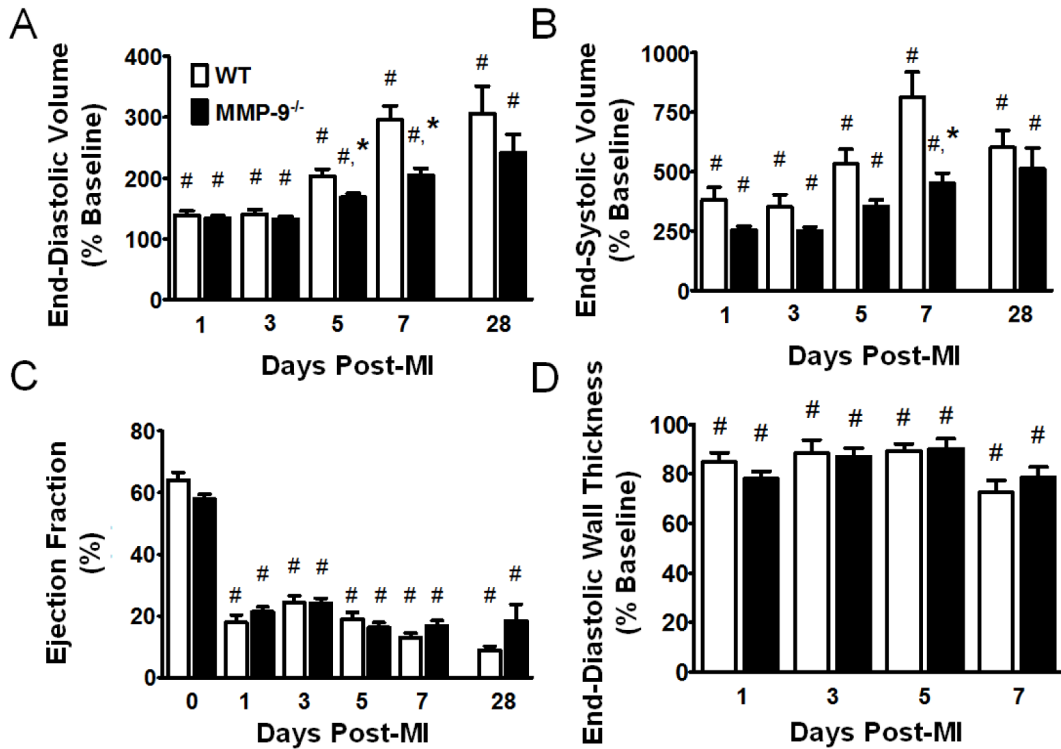 A
End-Diastolic Volume
(% Baseline)
400
300
200
100
0
WT
MMP-9-/-
# # # # # #,* # #,* # #
1 3 5 7 28
Days Post-MI
B
End-Systolic Volume
(% Baseline)
1000
750
500
250
0
# # # # # # # #,* # #
1 3 5 7 28
Days Post-MI
C
Ejection Fraction
(%)
80
60
40
20
0
# # # # # # # # # #
0 1 3 5 7 28
Days Post-MI
D
End-Diastolic Wall Thickness
(% Baseline)
100
80
60
40
20
0
# # # # # # # #
1 3 5 7
Days Post-MI